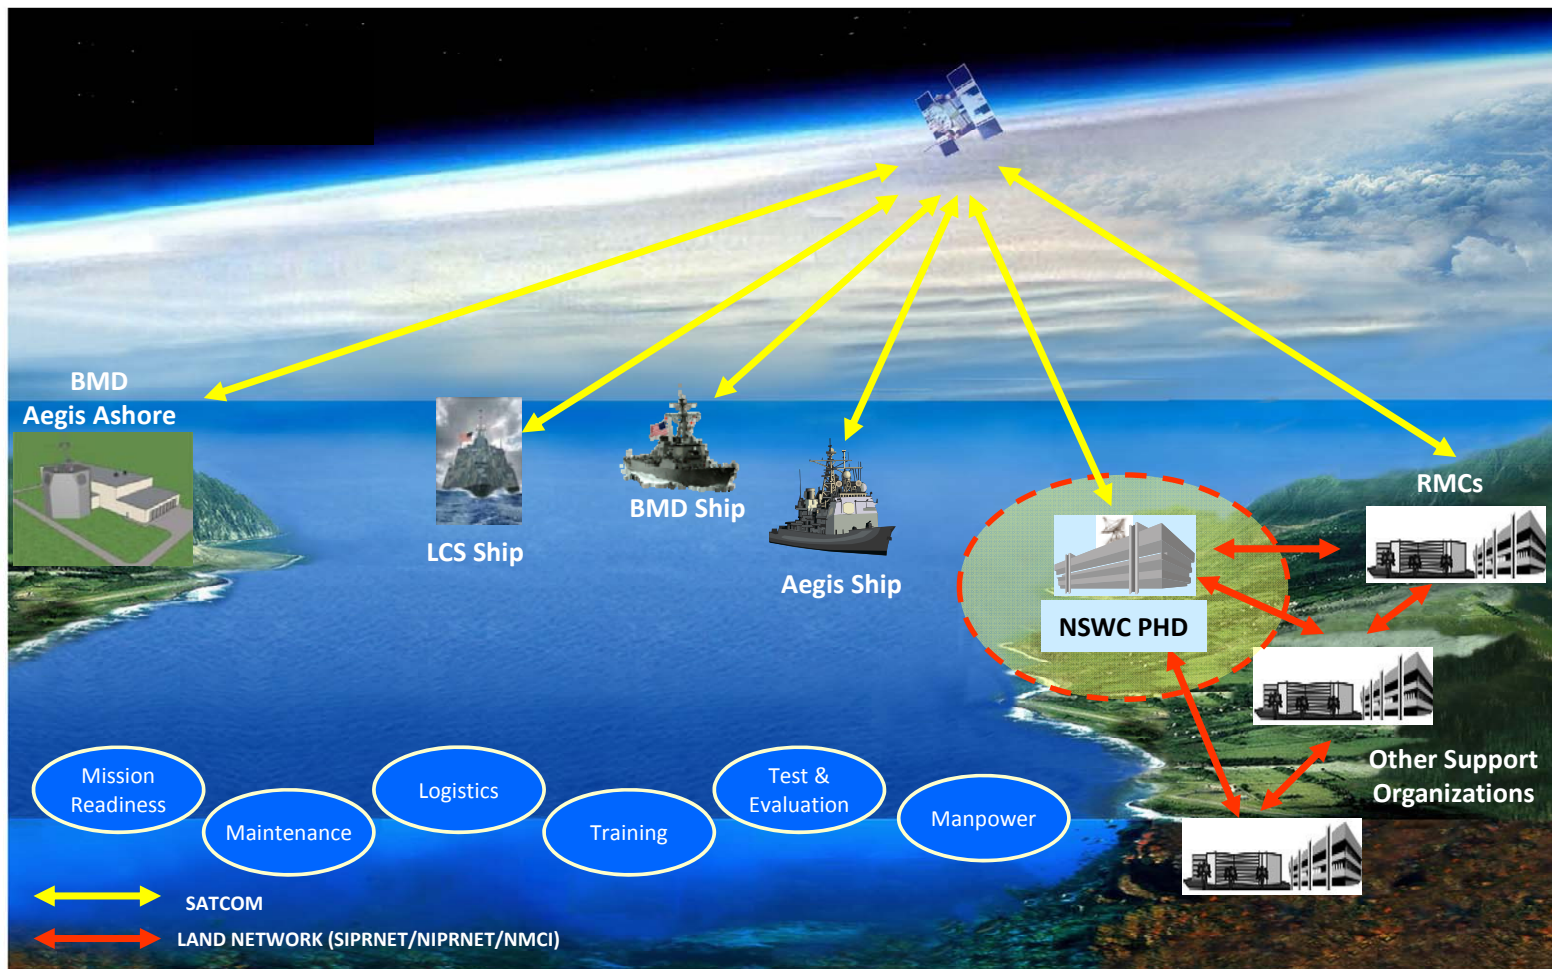 BMD
Aegis Ashore
LCS Ship
BMD Ship
Aegis Ship
RMCs
NSWC PHD
Other Support
Organizations
Mission
Readiness
Maintenance
Logistics
Training
Test &
Evaluation
Manpower
SATCOM
LAND NETWORK (SIPRNET/NIPRNET/NMCI)